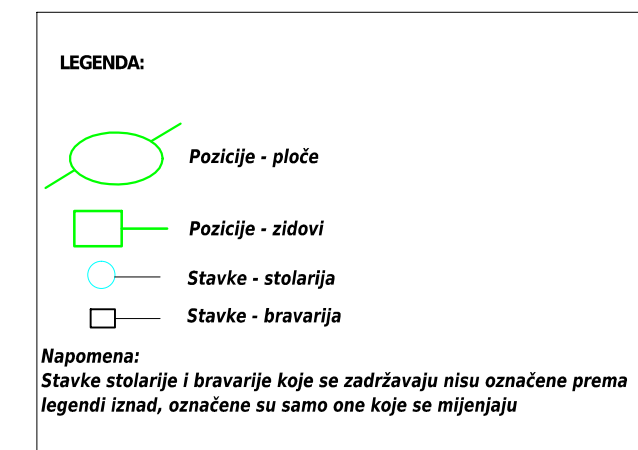 LEGENDA:
Pozicije - ploče
Pozicije - zidovi
Stavke - stolarija
Stavke - bravarija
Napomena:
Stavke stolarije i bravarije koje se zadržavaju nisu označene prema
legendi iznad, označene su samo one koje se mijenjaju